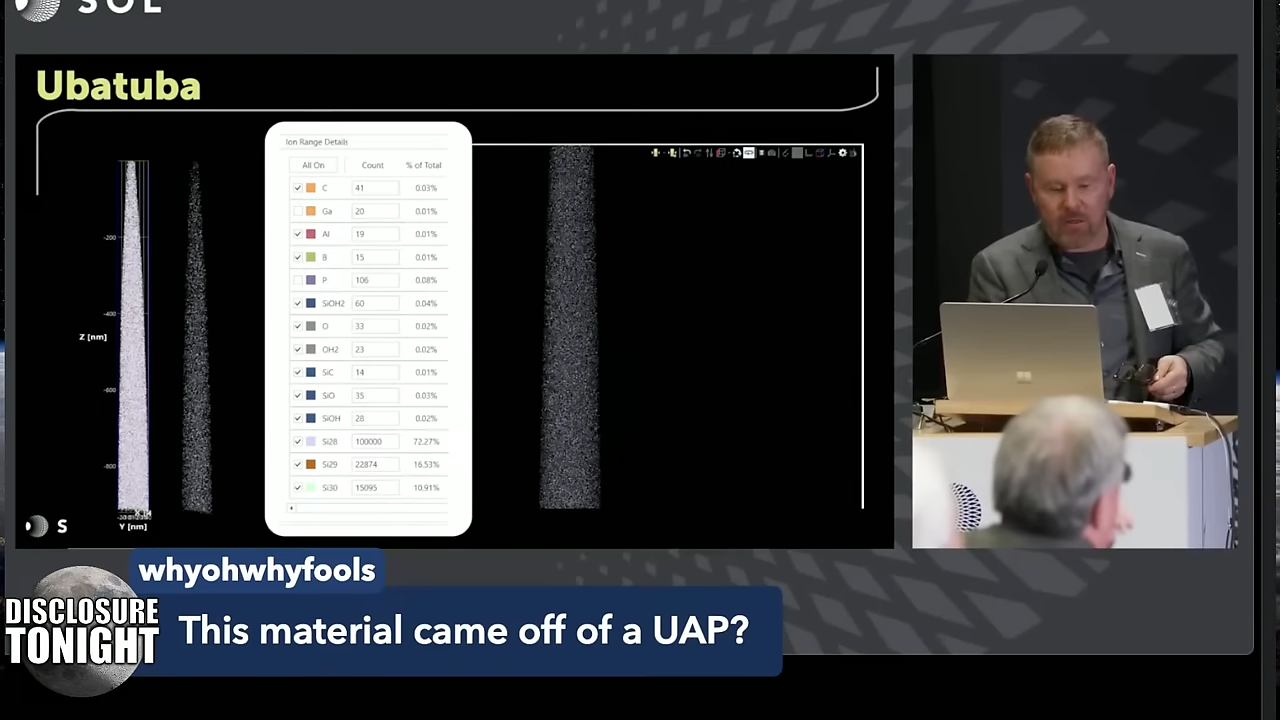 SOL
Ubatuba
Ion Range Details
All On Count % of Total
C 41 0.03%
Ga 20 0.01%
Al 19 0.01%
B 15 0.01%
P 106 0.08%
SiOH2 60 0.04%
O 33 0.02%
OH2 23 0.02%
SiC 14 0.01%
SiO 35 0.03%
SiOH 28 0.02%
Si28 100000 72.27%
Si29 22874 16.53%
Si30 15095 10.91%
-200
-400
Z [nm]
-600
-800
Y [nm]
S
whyohwhyfools
DISCLOSURE
TONIGHT
This material came off of a UAP?